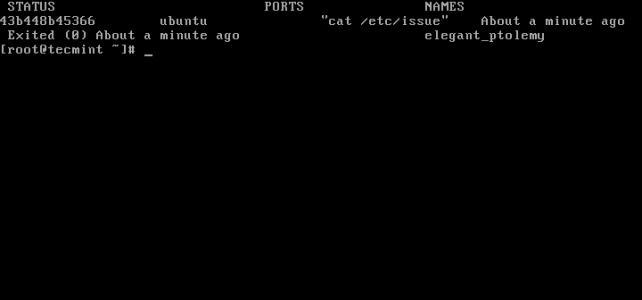 STATUS PORTS NAMES
43b448b45366 ubuntu "cat /etc/issue" About a minute ago
Exited (0) About a minute ago elegant_ptolemy
[root@tecmint ~]# _